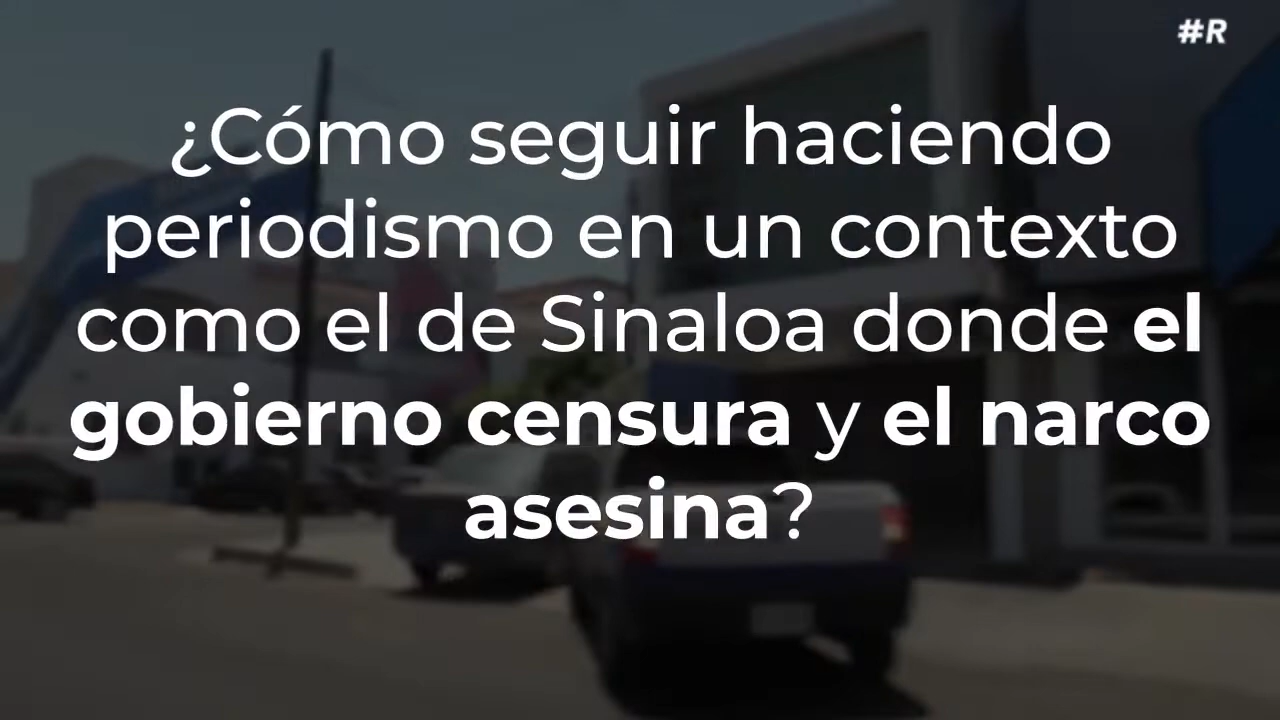 #R
¿Cómo seguir haciendo
periodismo en un contexto
como el de Sinaloa donde el
gobierno censura y el narco
asesina?